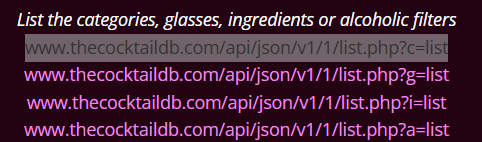 List the categories, glasses, ingredients or alcoholic filters
www.thecocktaildb.com/api/json/v1/1/list.php?c=list
www.thecocktaildb.com/api/json/v1/1/list.php?g=list
www.thecocktaildb.com/api/json/v1/1/list.php?i=list
www.thecocktaildb.com/api/json/v1/1/list.php?a=list